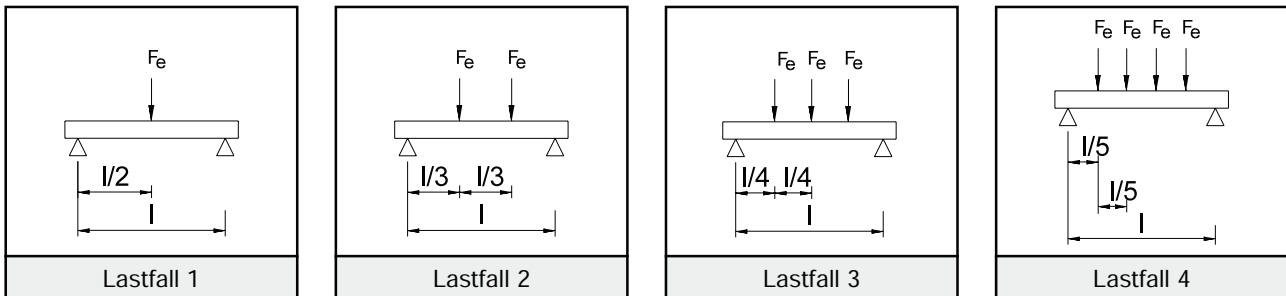 Fe
l/2
l
Lastfall 1
Fe Fe
l/3 l/3
l
Lastfall 2
Fe Fe Fe
l/4 l/4
l
Lastfall 3
Fe Fe Fe Fe
l/5
l/5
l
Lastfall 4